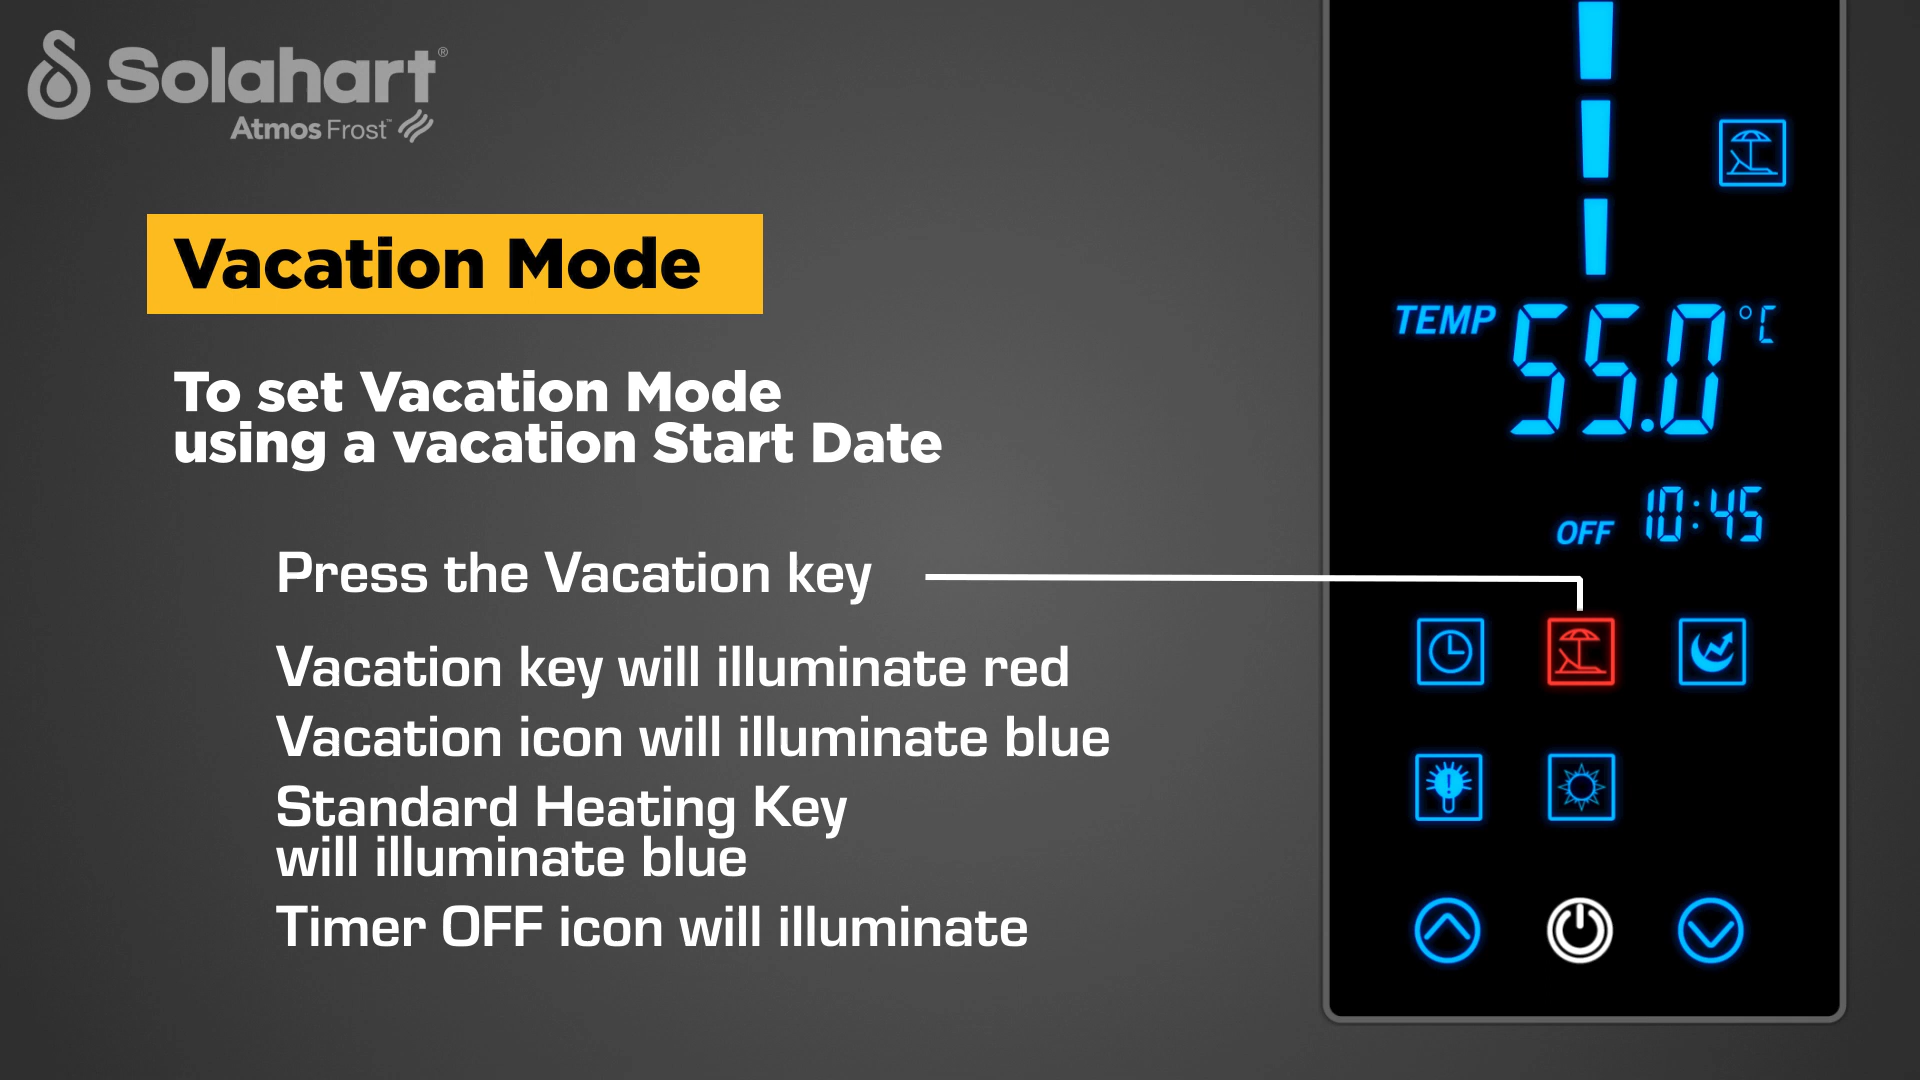 Solahart®
Atmos Frost™
Vacation Mode
To set Vacation Mode
using a vacation Start Date
Press the Vacation key
Vacation key will illuminate red
Vacation icon will illuminate blue
Standard Heating Key
will illuminate blue
Timer OFF icon will illuminate
TEMP 55.0 °C
OFF 10:45